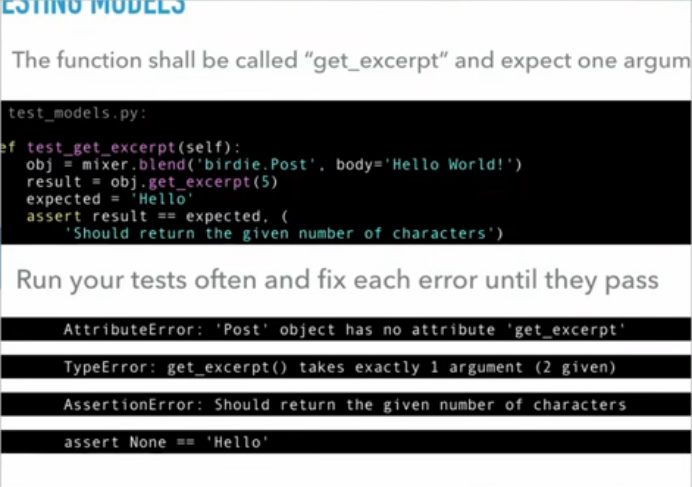 ESTING MODELS
The function shall be called "get_excerpt" and expect one argum
test_models.py:
ef test_get_excerpt(self):
obj = mixer.blend('birdie.Post', body='Hello World!')
result = obj.get_excerpt(5)
expected = 'Hello'
assert result == expected, (
'Should return the given number of characters')
Run your tests often and fix each error until they pass
AttributeError: 'Post' object has no attribute 'get_excerpt'
TypeError: get_excerpt() takes exactly 1 argument (2 given)
AssertionError: Should return the given number of characters
assert None == 'Hello'